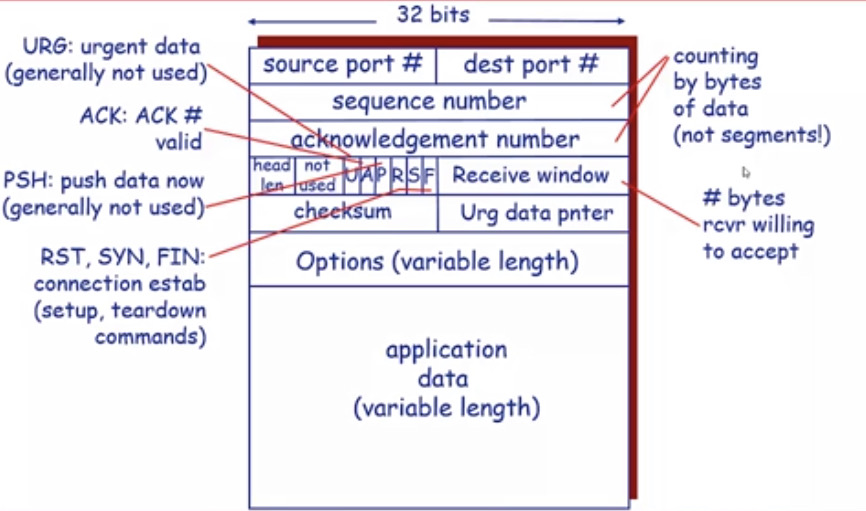 32 bits
URG: urgent data
(generally not used)
ACK: ACK #
valid
PSH: push data now
(generally not used)
RST, SYN, FIN:
connection estab
(setup, teardown
commands)
source port #
dest port #
sequence number
acknowledgement number
head
len
not
used
U A P R S F
Receive window
checksum
Urg data pnter
Options (variable length)
application
data
(variable length)
counting
by bytes
of data
(not segments!)
# bytes
rcvr willing
to accept